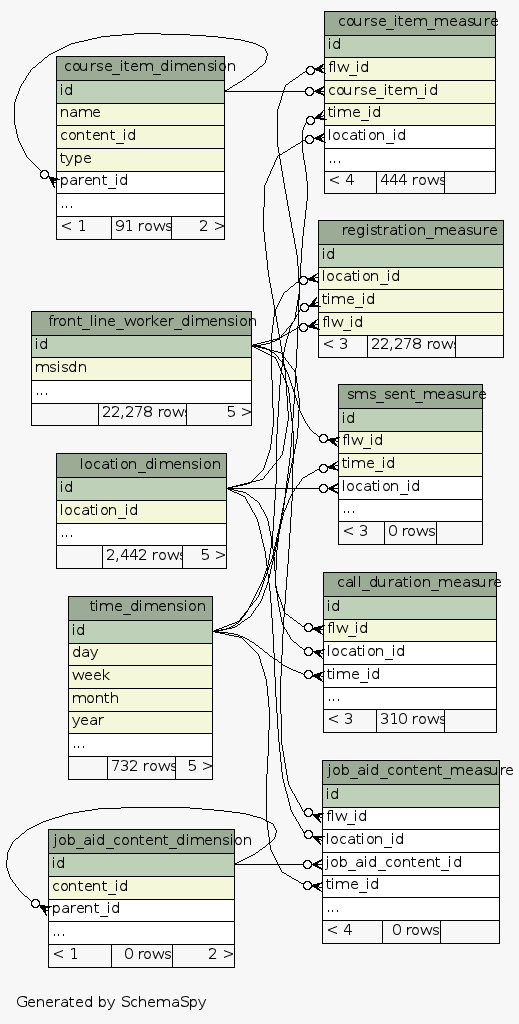 course_item_measure
id
flw_id
course_item_id
time_id
location_id
...
< 4 444 rows
course_item_dimension
id
name
content_id
type
parent_id
...
< 1 91 rows 2 >
registration_measure
id
location_id
time_id
flw_id
< 3 22,278 rows
front_line_worker_dimension
id
msisdn
...
22,278 rows 5 >
sms_sent_measure
id
flw_id
time_id
location_id
...
< 3 0 rows
location_dimension
id
location_id
...
2,442 rows 5 >
call_duration_measure
id
flw_id
location_id
time_id
...
< 3 310 rows
time_dimension
id
day
week
month
year
...
732 rows 5 >
job_aid_content_measure
id
flw_id
location_id
job_aid_content_id
time_id
...
< 4 0 rows
job_aid_content_dimension
id
content_id
parent_id
...
< 1 0 rows 2 >
Generated by SchemaSpy